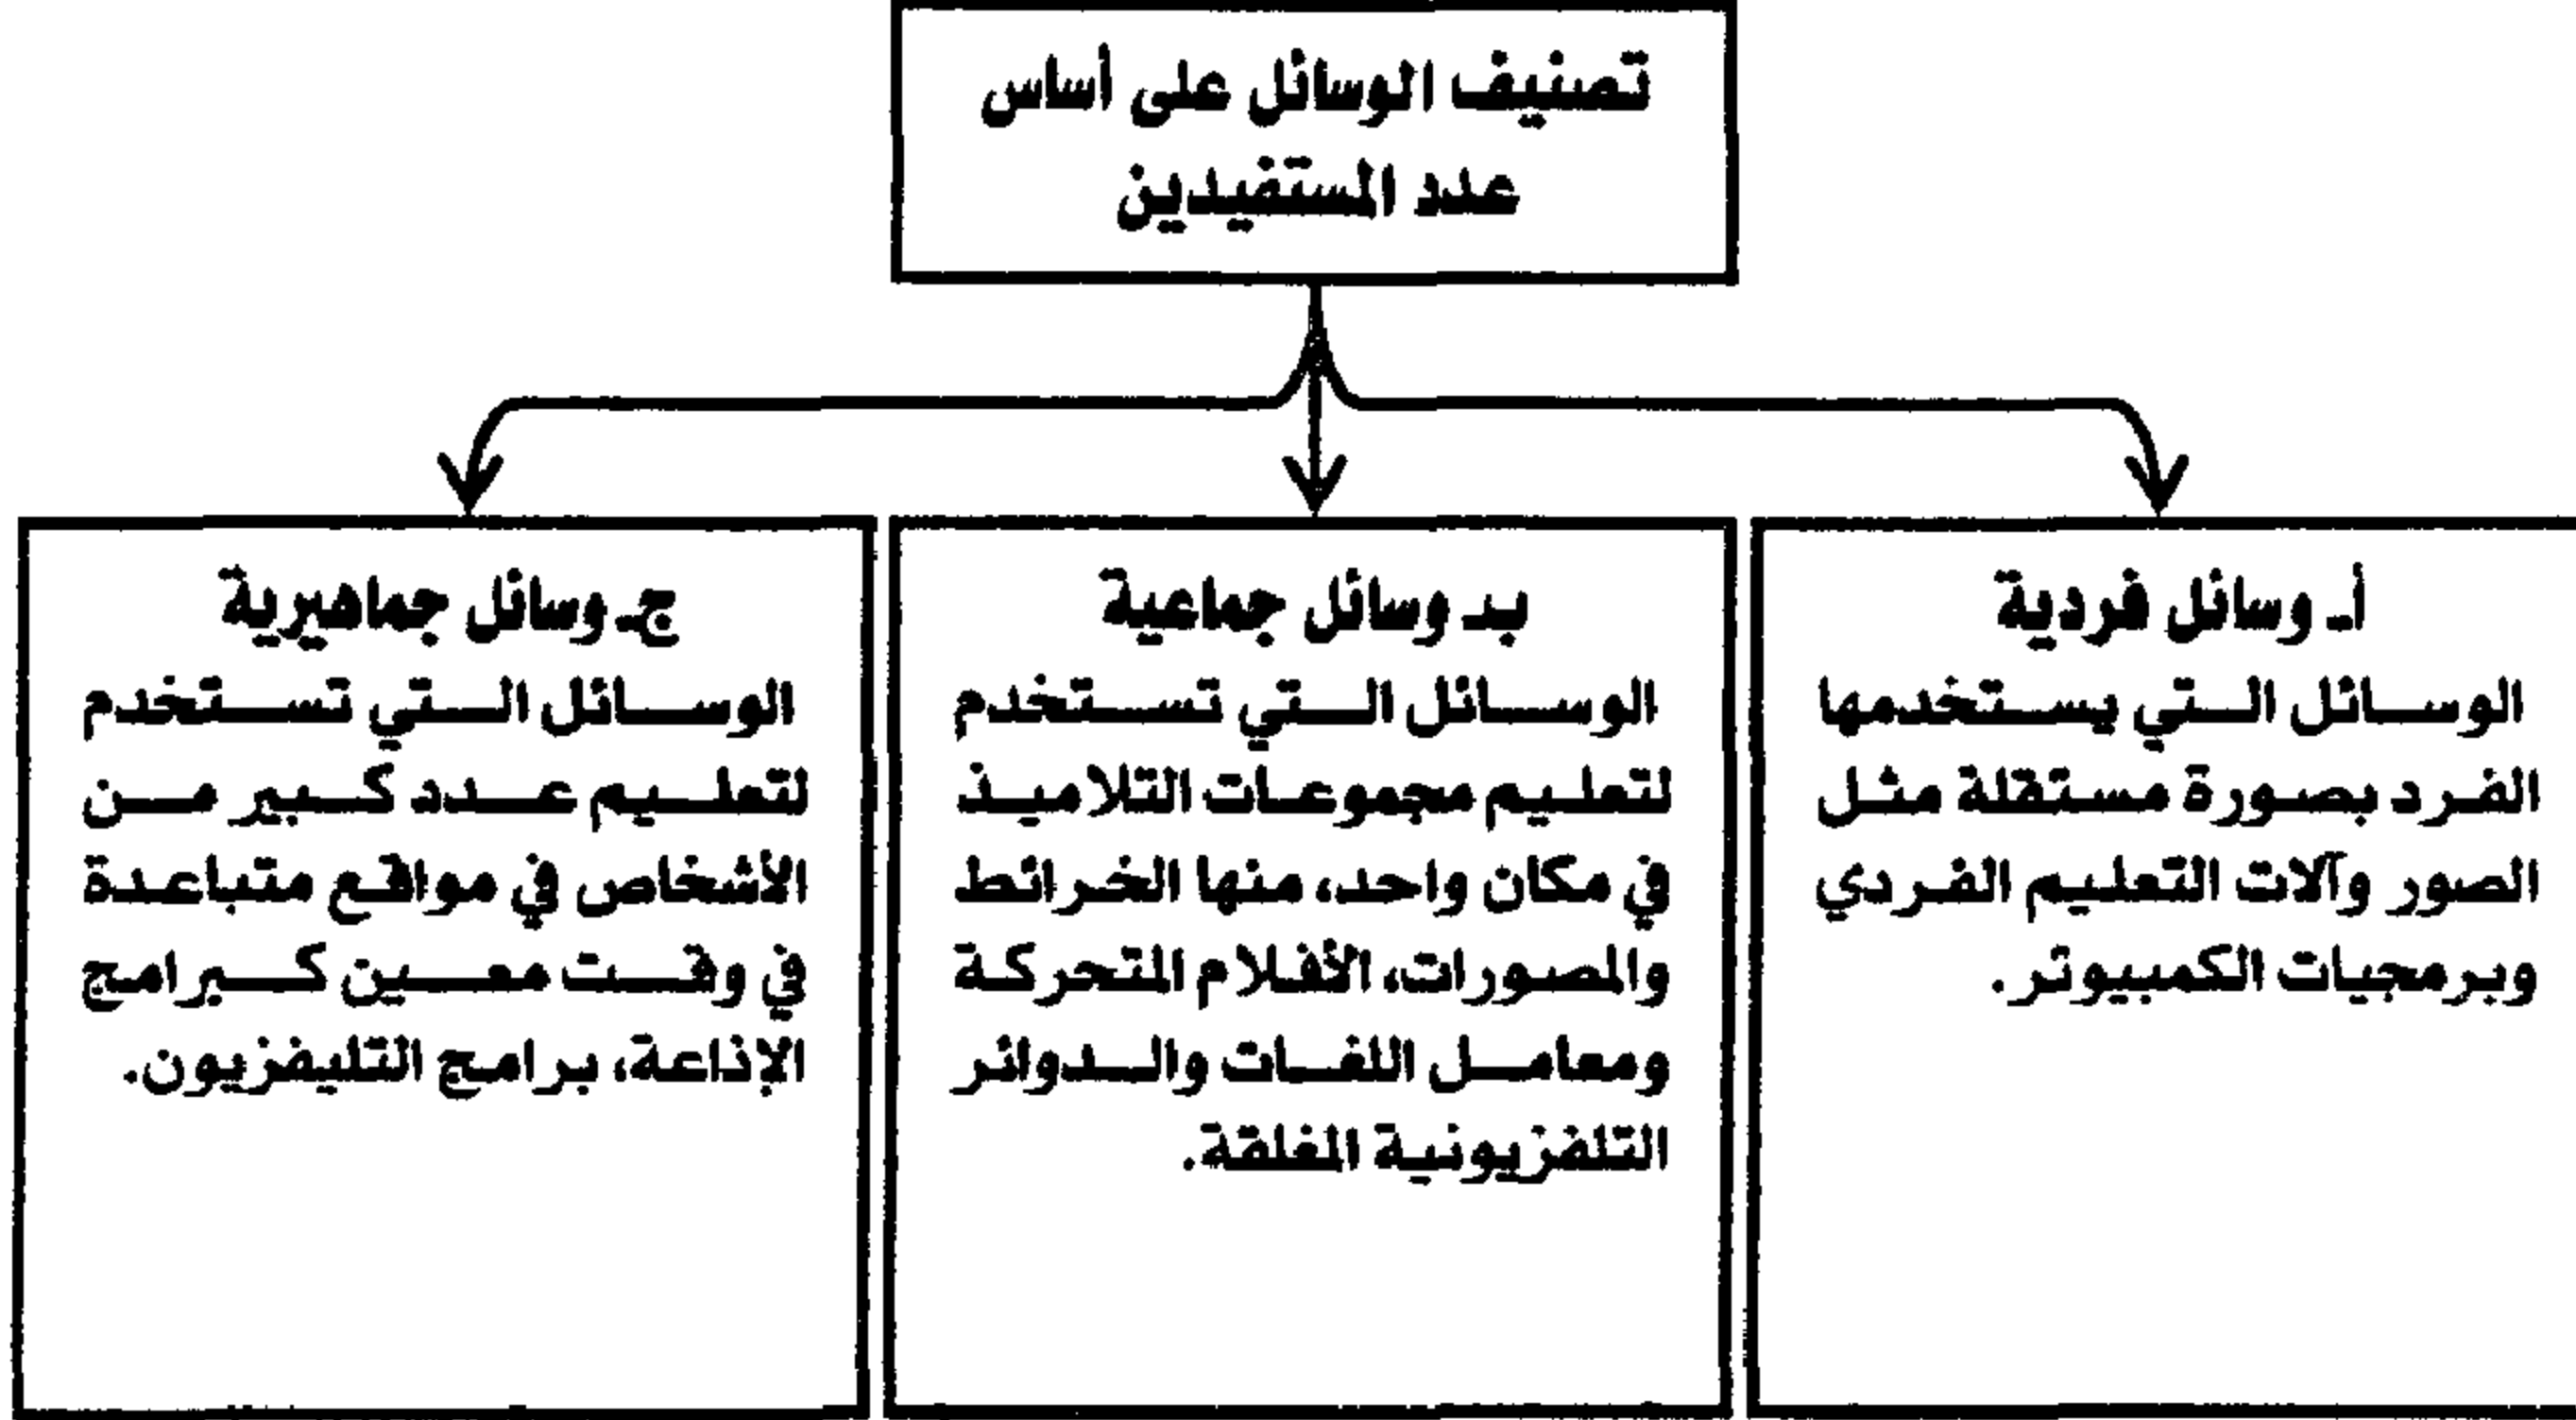 تصنيف الوسائل على أساس
عدد المستفيدين
أـ وسائل فردية
الوسائل التي يستخدمها
الفرد بصورة مستقلة مثل
الصور وآلات التعليم الفردي
وبرمجيات الكمبيوتر.
بـ وسائل جماعية
الوسائل التي تستخدم
لتعليم مجموعات التلاميذ
في مكان واحد، منها الخرائط
والمصورات، الأفلام المتحركة
ومعامل اللغات والدوائر
التلفزيونية المغلقة.
جـ وسائل جماهيرية
الوسائل التي تستخدم
لتعليم عدد كبير من
الأشخاص في مواقع متباعدة
في وقت معين كبرامج
الإذاعة، برامج التليفزيون.